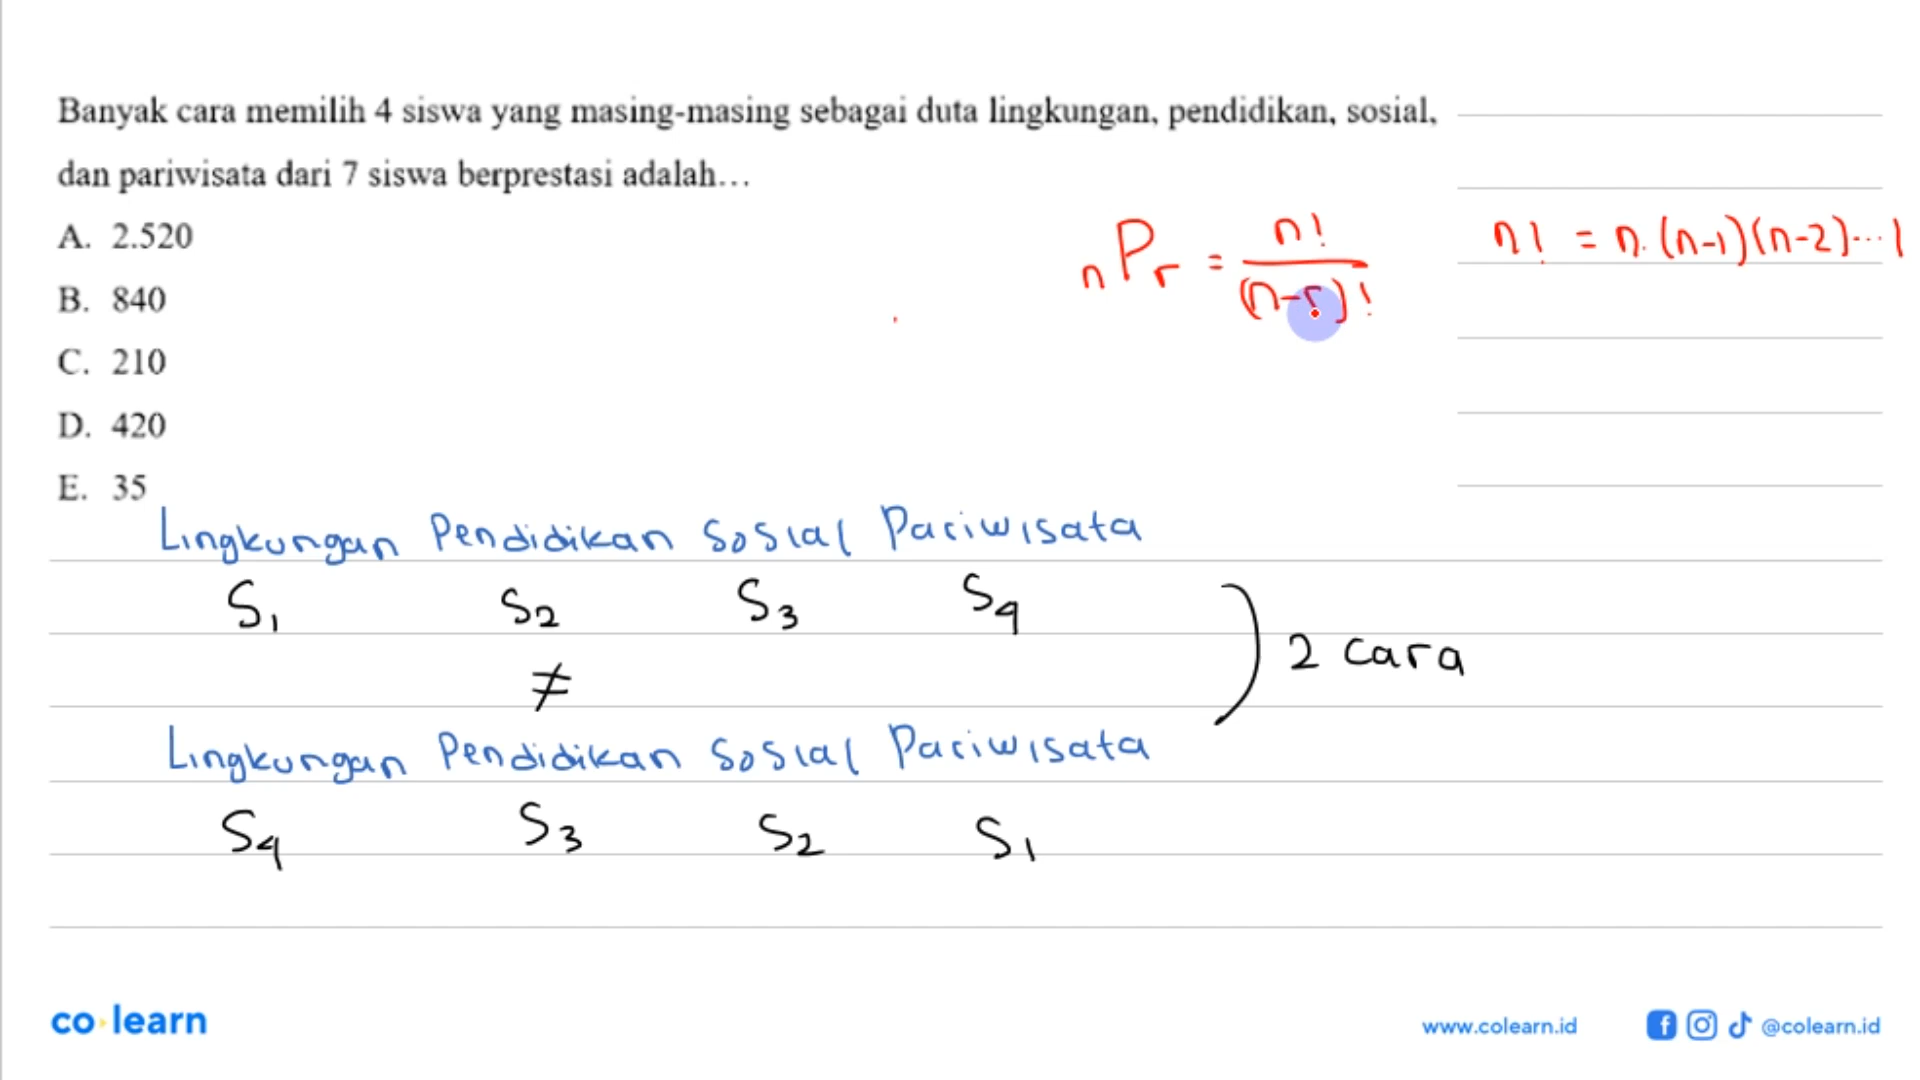 Banyak cara memilih 4 siswa yang masing-masing sebagai duta lingkungan, pendidikan, sosial,
dan pariwisata dari 7 siswa berprestasi adalah...
A. 2.520
B. 840
C. 210
D. 420
E. 35
nPr = n! / (n-r)!
n! = n.(n-1)(n-2)...1
Lingkungan Pendidikan Sosial Pariwisata
S1 S2 S3 S4
≠
) 2 cara
Lingkungan Pendidikan Sosial Pariwisata
S4 S3 S2 S1
co learn
www.colearn.id @colearn.id